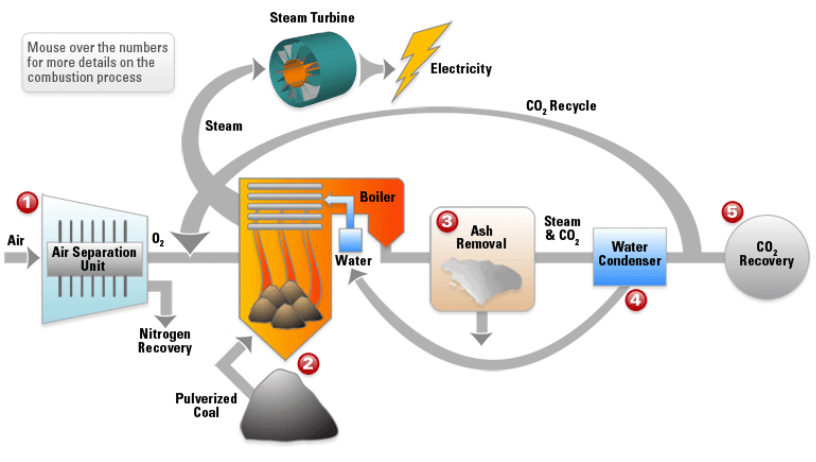 Steam Turbine
Mouse over the numbers
for more details on the
combustion process
Electricity
CO2 Recycle
Steam
1
Boiler
3
Ash
Removal
Steam
& CO2
5
Air
Air Separation
Unit
O2
Water
Water
Condenser
CO2
Recovery
4
Nitrogen
Recovery
2
Pulverized
Coal